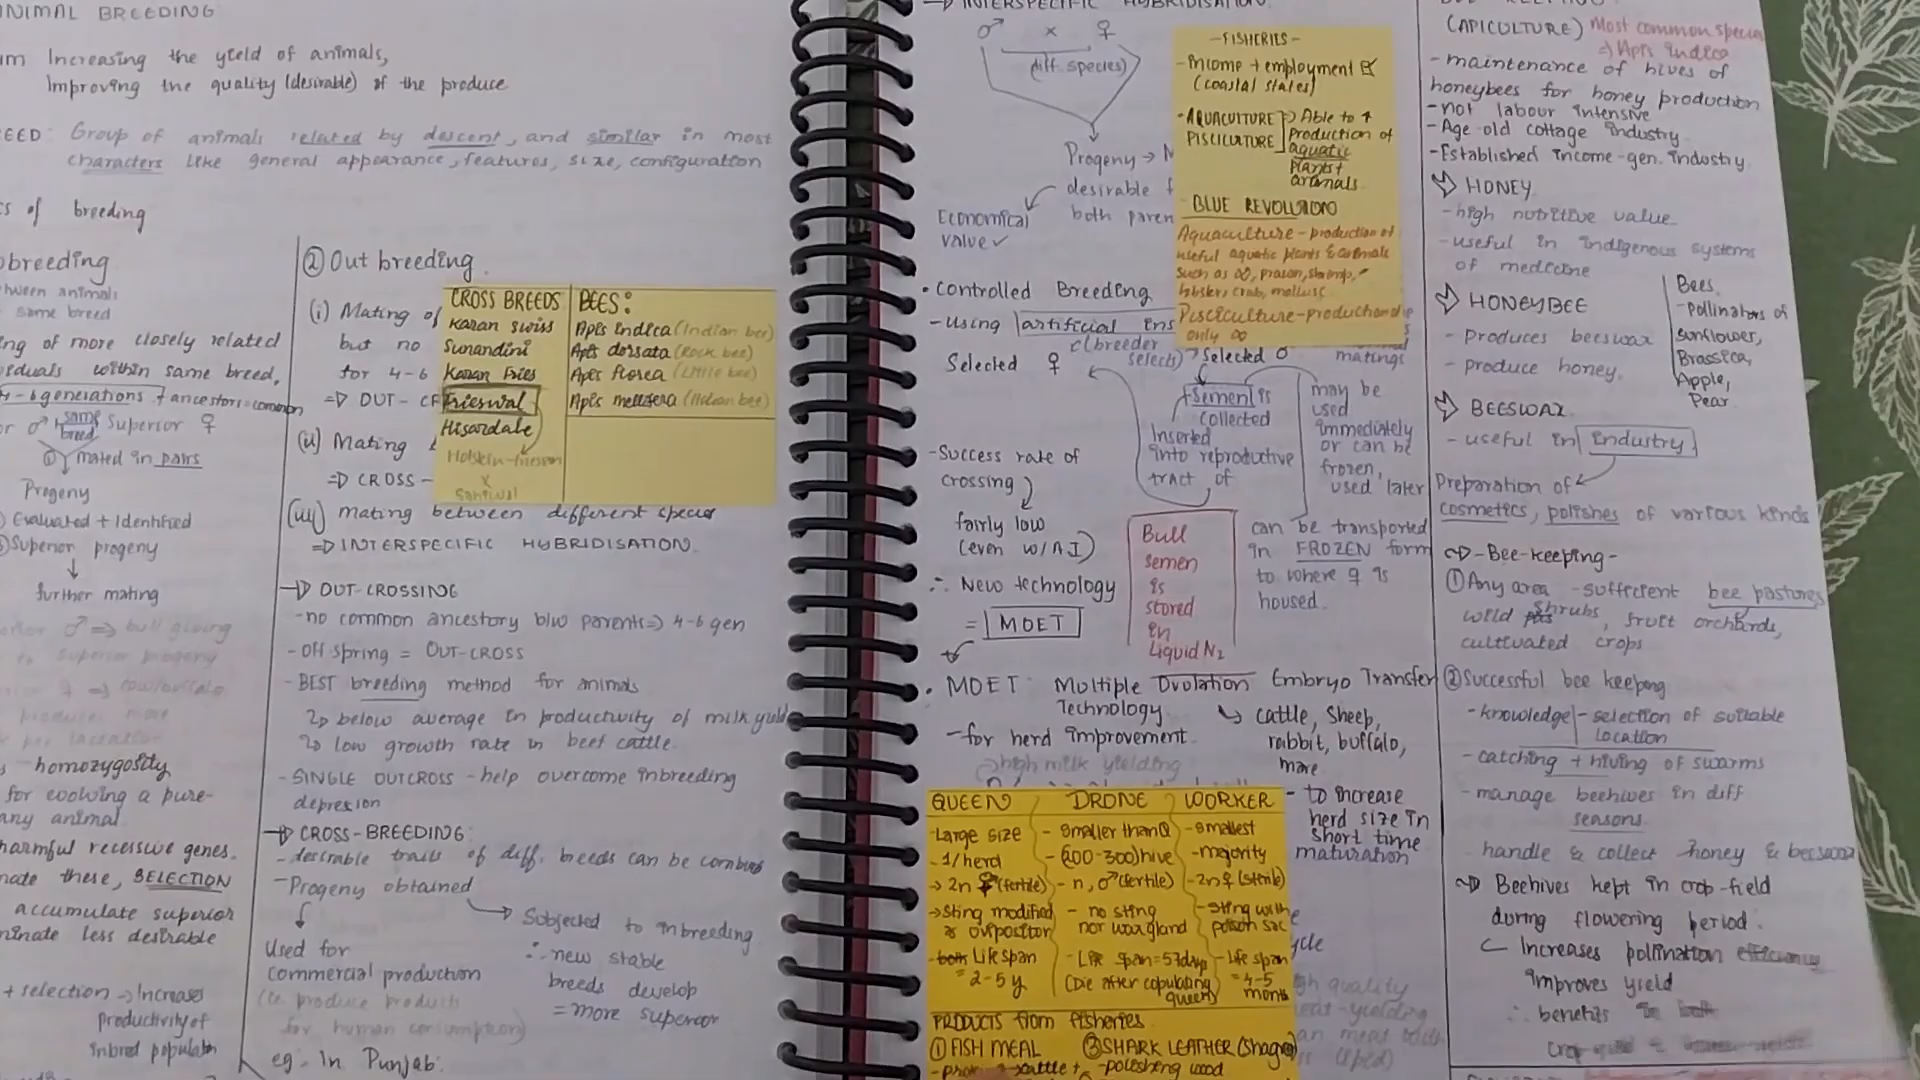 ANIMAL BREEDING
Increasing the yield of animals,
Improving the quality (desirable) of the produce
Group of animals related by descent, and similar in most
characters like general appearance, features, size, configuration
of breeding
between animals
same breed
of more closely related
within same breed,
4-6 generations
♂ same breed Superior ♀
mated in pairs
Progeny
Evaluated + Identified
Superior progeny
further mating
homozygosity
for evolving a pure-
any animal
harmful recessive genes.
these, SELECTION
accumulate superior
less desirable
+ selection → Increases
productivity of
inbred population
② Out breeding
(i) Mating of
but no
for 4-6
=> OUT-CR
(ii) Mating
=> CROSS-
(iii) mating between different species
=> INTERSPECIFIC HYBRIDISATION
CROSS BREEDS
Karan Swiss
Sunandini
Karan Fries
Frieswal
Hisardale
Holstein-friesian
x
Sahiwal
BEES:
Apis indica (Indian bee)
Apis dorsata (Rock bee)
Apis florea (Little bee)
Apis mellifera (Italian bee)
OUT-CROSSING
-no common ancestory b/w parents => 4-6 gen
-Offspring = OUT-CROSS
-BEST breeding method for animals
below average in productivity of milk yield
low growth rate in beef cattle.
-SINGLE OUTCROSS -help overcome inbreeding
depression
CROSS-BREEDING:
-desirable traits of diff. breeds can be combined
-Progeny obtained
Used for
commercial production
for human consumption)
Subjected to inbreeding
∴ new stable
breeds develop
= more superior
eg: In Punjab:
INTERSPECIFIC HYBRIDISATION
♂ x ♀
(diff. species)
Progeny →
desirable
both paren
Economical
value ✓
-FISHERIES-
-Income + employment
(coastal states)
-AQUACULTURE
PISCICULTURE
Able to ↑
Production of
aquatic
plants +
animals.
BLUE REVOLUTION
Aquaculture - production of
useful aquatic plants & animals
such as ∞, prawn, shrimp,
lobster, crab, mollusc
Pisciculture - production
only ∞
• Controlled Breeding
-Using artificial ins
(breeder
selects)
matings
Selected ♀
Selected ♂
Semen is
collected
Inserted
into reproductive
tract of
may be
used
immediately
or can be
frozen,
used later
-Success rate of
crossing
fairly low
(even w/ A.I)
∴ New technology
= MOET
Bull
semen
is
stored
in
Liquid N₂
can be transported
in FROZEN form
to where ♀ is
housed.
• MOET: Multiple Ovulation Embryo Transfer
Technology
-for herd improvement
high milk yielding
cattle, sheep,
rabbit, buffalo,
more
- to increase
herd size in
short time
maturation
QUEEN
-Large size
-1/herd
→ 2n ♀ (fertile)
→ Sting modified
as ovipositor
Life span
= 2-5 y
DRONE
- smaller than Q
- (200-300) hive
- n, ♂ (fertile)
- no sting
nor wax gland
- Life span = 57 days
(Die after copulating
queen)
WORKER
-smallest
-majority
-2n ♀ (sterile)
-Sting with
poison sac
- Life span
= 4-5
month
PRODUCTS from fisheries
① FISH MEAL
② SHARK LEATHER (Shagreen)
-polishing wood
(APICULTURE) Most common species
→ Apis indica
-maintenance of hives of
honeybees for honey production
-not labour intensive
-Age old cottage industry
-Established income-gen. industry
HONEY
-high nutritive value
-useful in indigenous systems
of medicine
HONEYBEE
- produces beeswax
- produce honey.
Bees
-Pollinators of
sunflower,
Brassica,
Apple,
Pear
BEESWAX
-useful in industry
Preparation of
cosmetics, polishes of various kinds
-Bee-keeping-
① Any area -sufficient bee pastures
wild shrubs, fruit orchards,
cultivated crops
② Successful bee keeping
-knowledge -selection of suitable
location
-catching + hiving of swarms
-manage beehives in diff
seasons
handle & collect honey & beeswax
Beehives kept in crop-field
during flowering period:
Increases pollination efficiency
improves yield
∴ benefits in both